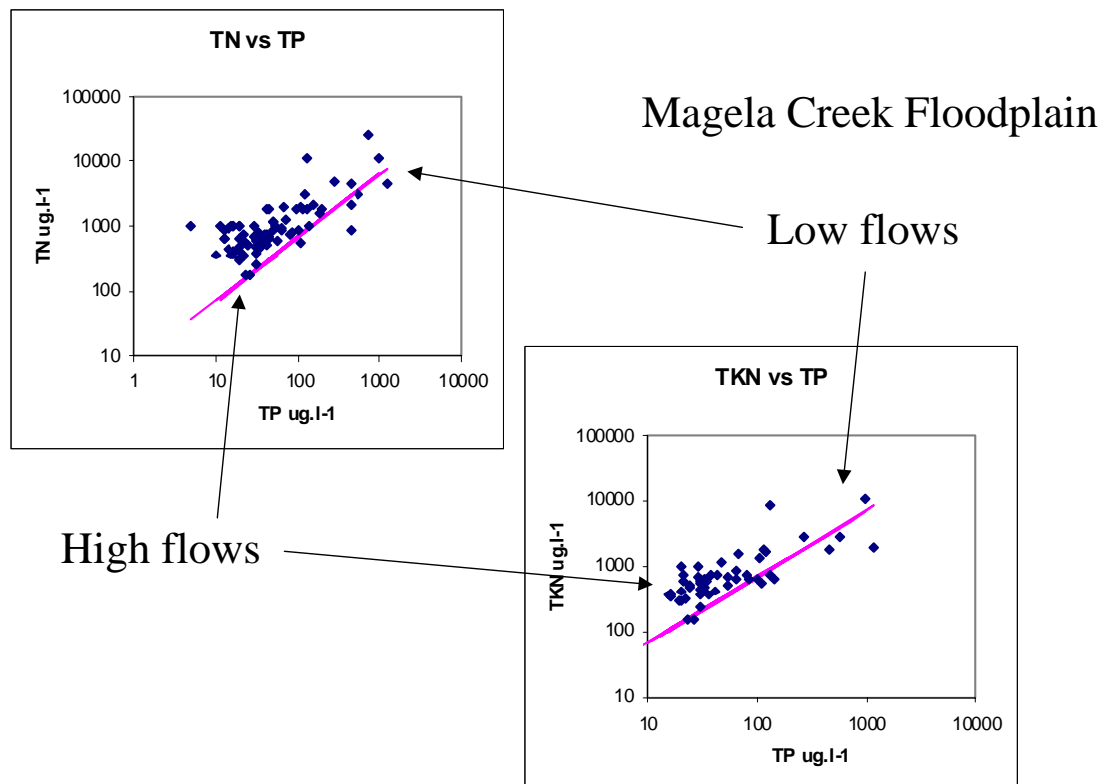 TN vs TP
100000
10000
1000
100
10
TN ug.l-1
1 10 100 1000 10000
TP ug.l-1
Magela Creek Floodplain
Low flows
High flows
TKN vs TP
100000
10000
1000
100
10
TKN ug.l-1
10 100 1000 10000
TP ug.l-1